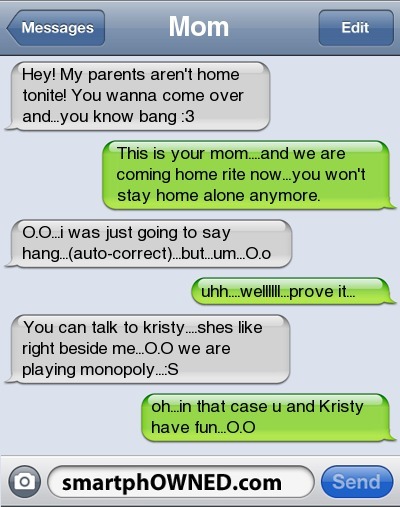 Messages
Mom
Edit
Hey! My parents aren't home
tonite! You wanna come over
and...you know bang :3
This is your mom....and we are
coming home rite now...you won't
stay home alone anymore.
O.O...i was just going to say
hang...(auto-correct)...but...um...O.o
uhh....wellllll...prove it...
You can talk to kristy....shes like
right beside me...O.O we are
playing monopoly...:S
oh...in that case u and Kristy
have fun...O.O
smartphOWNED.com
Send